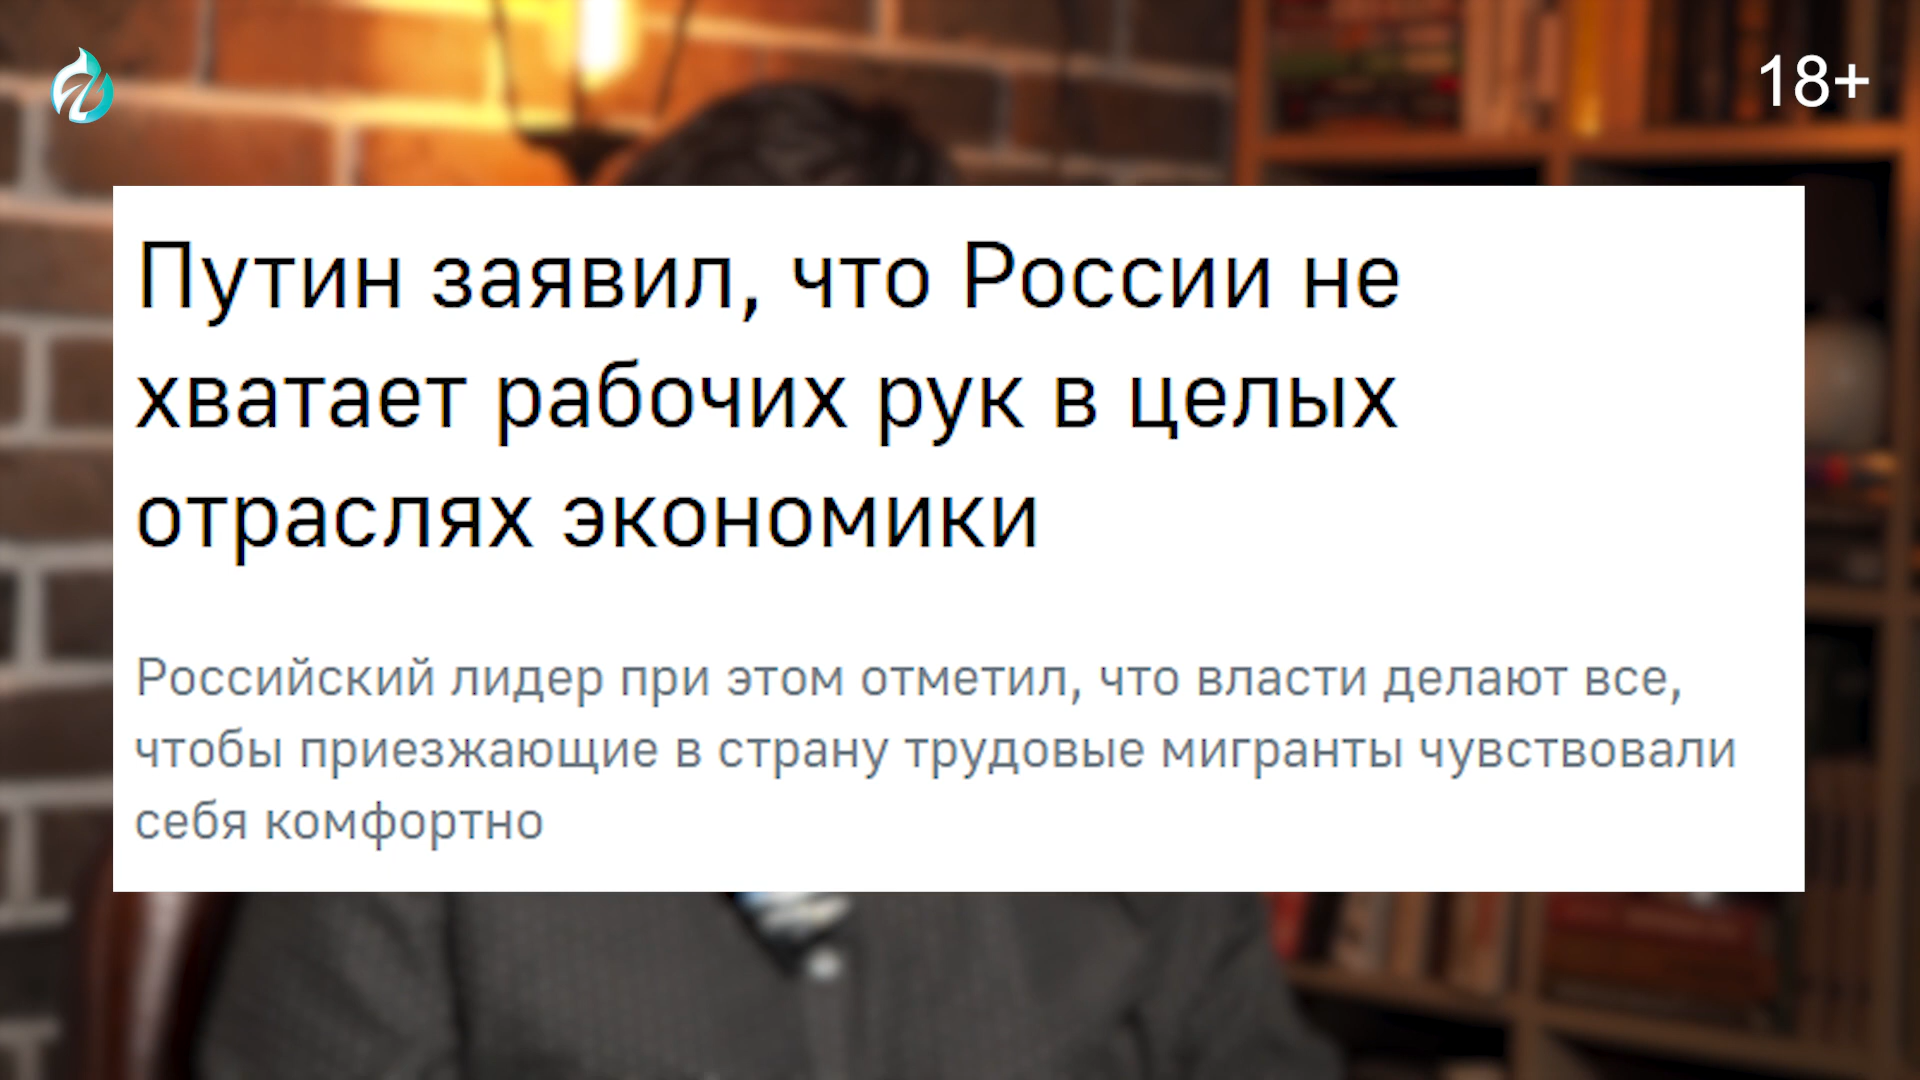 18+
Путин заявил, что России не
хватает рабочих рук в целых
отраслях экономики
Российский лидер при этом отметил, что власти делают все,
чтобы приезжающие в страну трудовые мигранты чувствовали
себя комфортно